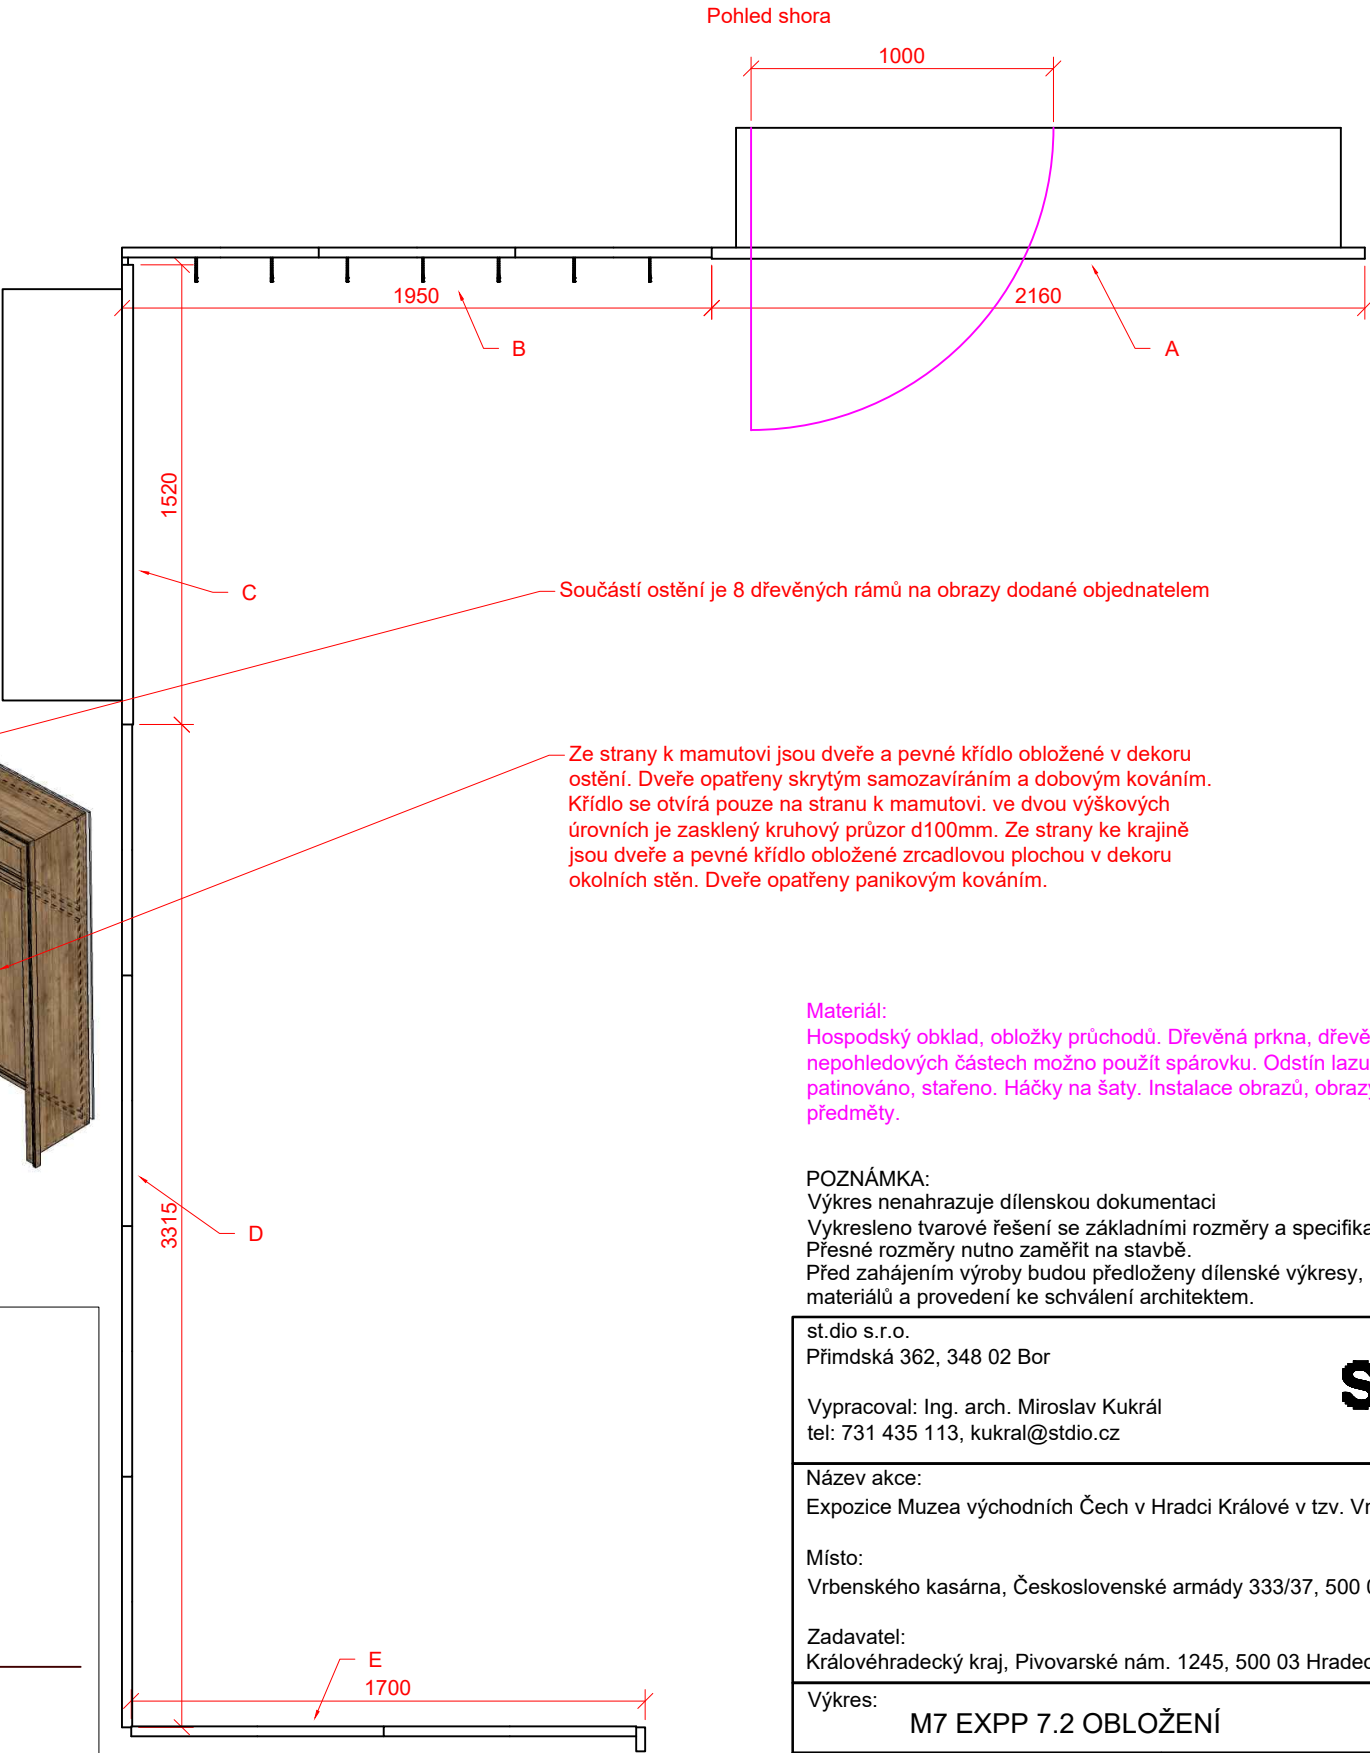 Pohled shora
1000
1950
2160
B
A
1520
C
Součástí ostění je 8 dřevěných rámů na obrazy dodané objednatelem
Ze strany k mamutovi jsou dveře a pevné křídlo obložené v dekoru
ostění. Dveře opatřeny skrytým samozavíráním a dobovým kováním.
Křídlo se otvírá pouze na stranu k mamutovi. ve dvou výškových
úrovních je zasklený kruhový průzor d100mm. Ze strany ke krajině
jsou dveře a pevné křídlo obložené zrcadlovou plochou v dekoru
okolních stěn. Dveře opatřeny panikovým kováním.
Materiál:
Hospodský obklad, obložky průchodů. Dřevěná prkna, dřevě
nepohledových částech možno použít spárovku. Odstín lazu
patinováno, stařeno. Háčky na šaty. Instalace obrazů, obrazy
předměty.
3315
D
POZNÁMKA:
Výkres nenahrazuje dílenskou dokumentaci
Vykresleno tvarové řešení se základními rozměry a specifika
Přesné rozměry nutno zaměřit na stavbě.
Před zahájením výroby budou předloženy dílenské výkresy,
materiálů a provedení ke schválení architektem.
st.dio s.r.o.
Přimdská 362, 348 02 Bor
S
Vypracoval: Ing. arch. Miroslav Kukrál
tel: 731 435 113, kukral@stdio.cz
Název akce:
Expozice Muzea východních Čech v Hradci Králové v tzv. Vr
Místo:
Vrbenského kasárna, Československé armády 333/37, 500 0
Zadavatel:
Královéhradecký kraj, Pivovarské nám. 1245, 500 03 Hradec
E
1700
Výkres:
M7 EXPP 7.2 OBLOŽENÍ